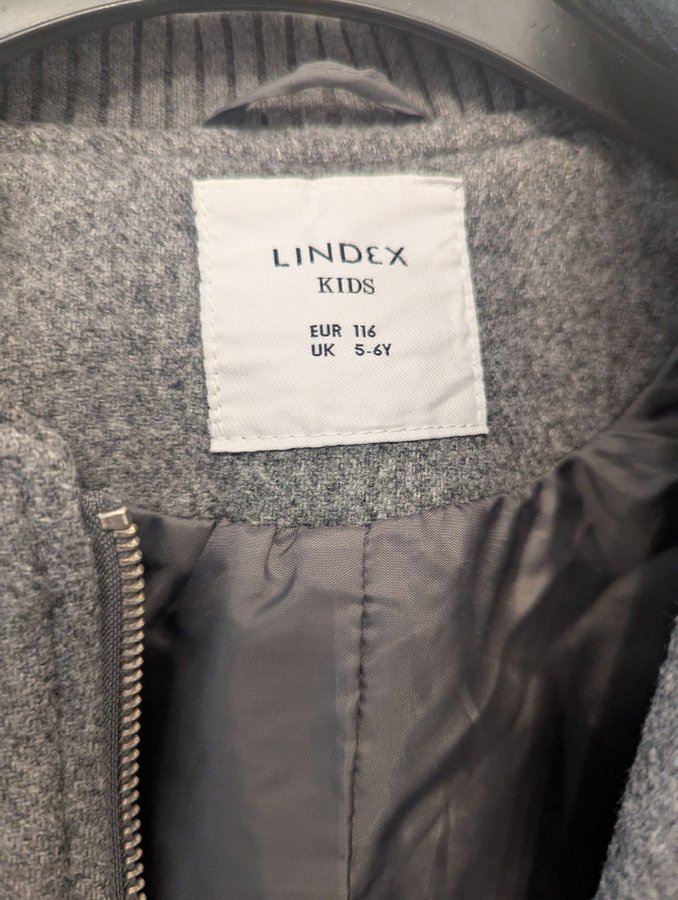 LINDEX
KIDS
EUR 116
UK 5-6Y